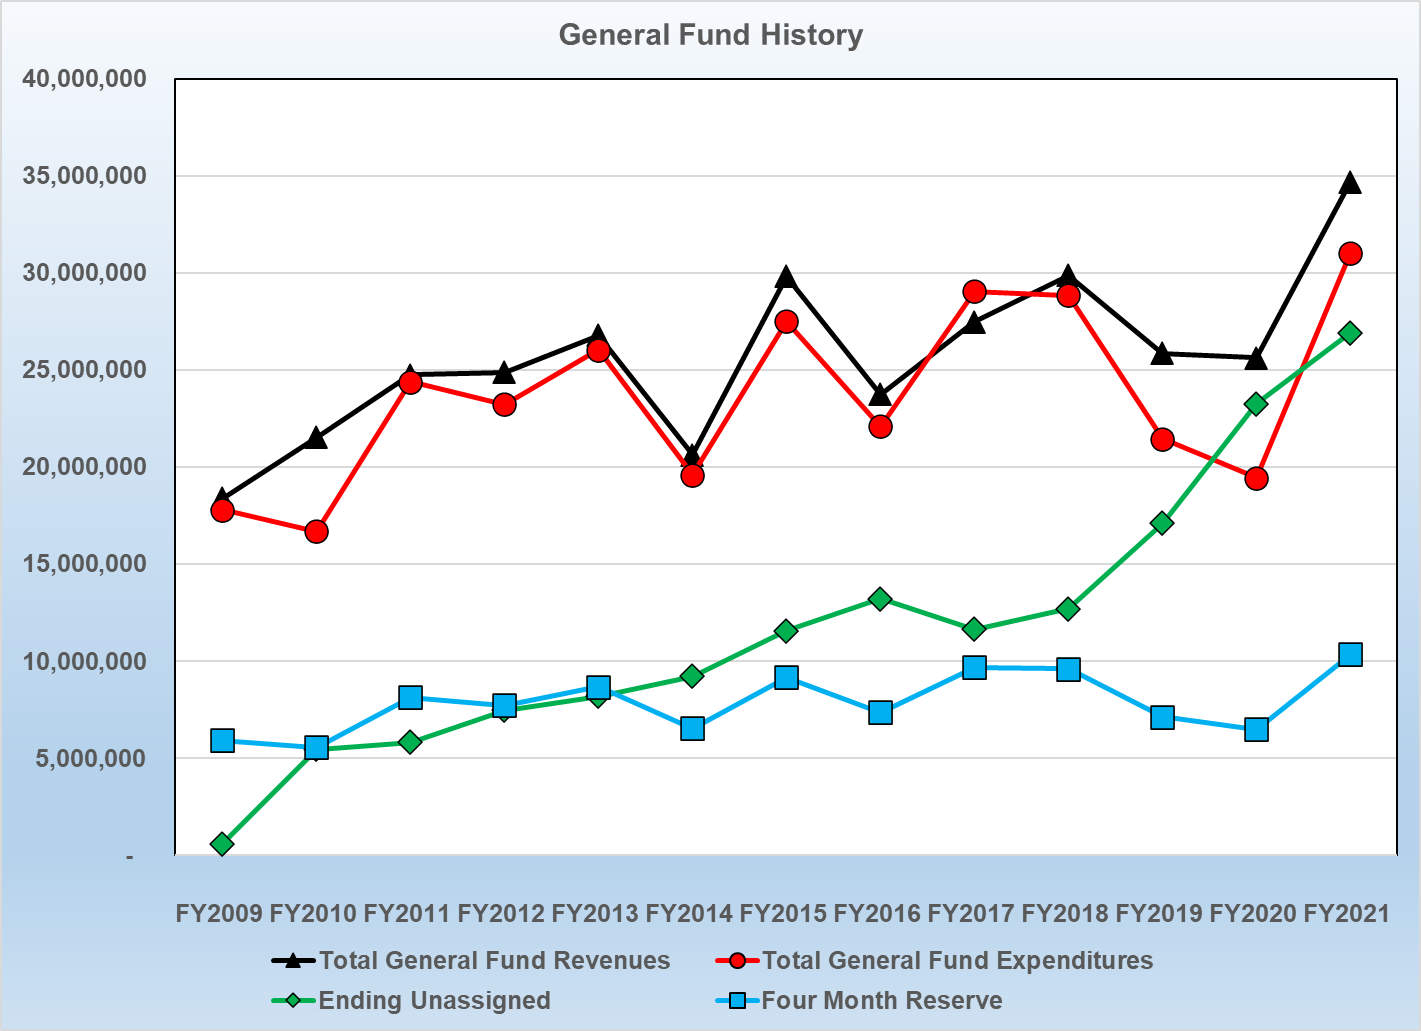 General Fund History
40,000,000
35,000,000
30,000,000
25,000,000
20,000,000
15,000,000
10,000,000
5,000,000
-
FY2009 FY2010 FY2011 FY2012 FY2013 FY2014 FY2015 FY2016 FY2017 FY2018 FY2019 FY2020 FY2021
Total General Fund Revenues Total General Fund Expenditures
Ending Unassigned Four Month Reserve